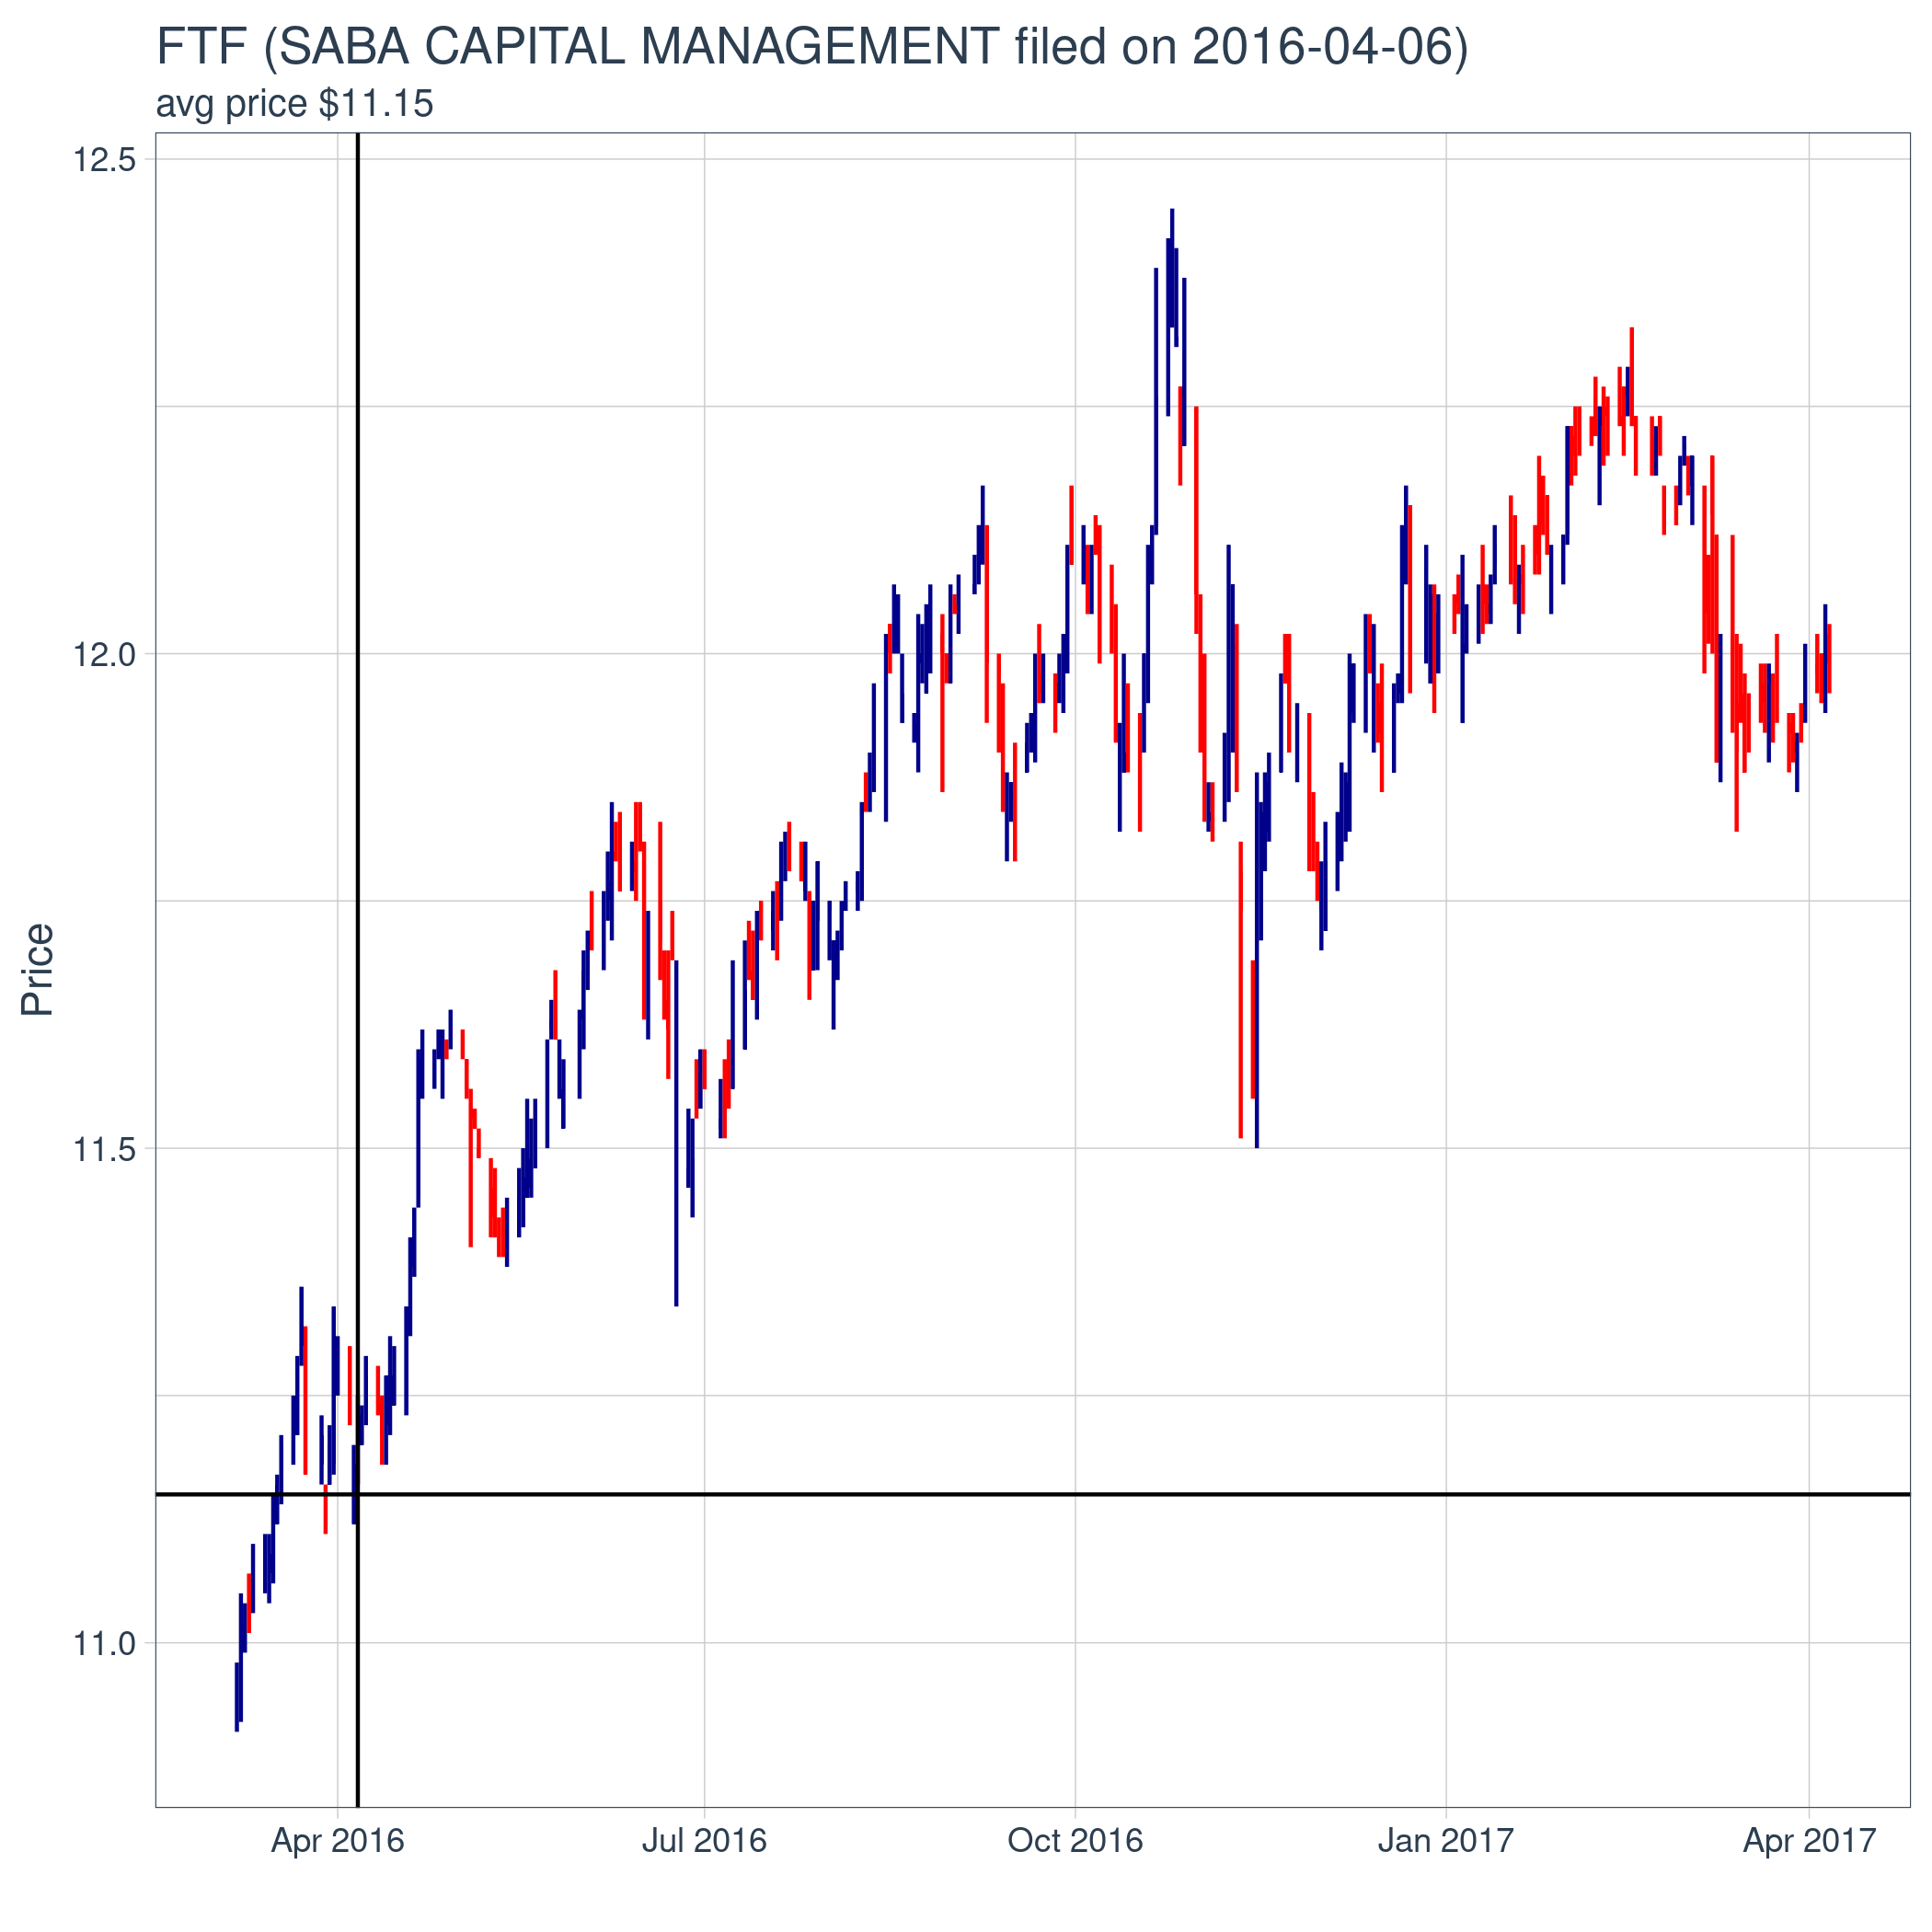 FTF (SABA CAPITAL MANAGEMENT filed on 2016-04-06)
avg price $11.15
12.5
12.0
11.5
11.0
Price
Apr 2016
Jul 2016
Oct 2016
Jan 2017
Apr 2017